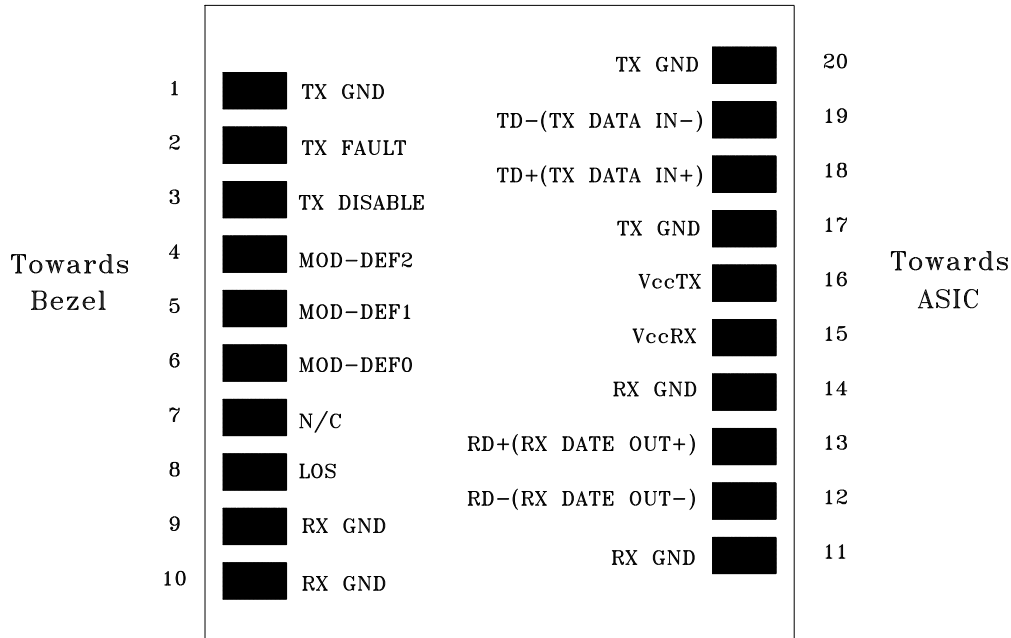 Towards
Bezel
1 TX GND
2 TX FAULT
3 TX DISABLE
4 MOD-DEF2
5 MOD-DEF1
6 MOD-DEF0
7 N/C
8 LOS
9 RX GND
10 RX GND
TX GND 20
TD-(TX DATA IN-) 19
TD+(TX DATA IN+) 18
TX GND 17
VccTX 16
VccRX 15
RX GND 14
RD+(RX DATE OUT+) 13
RD-(RX DATE OUT-) 12
RX GND 11
Towards
ASIC